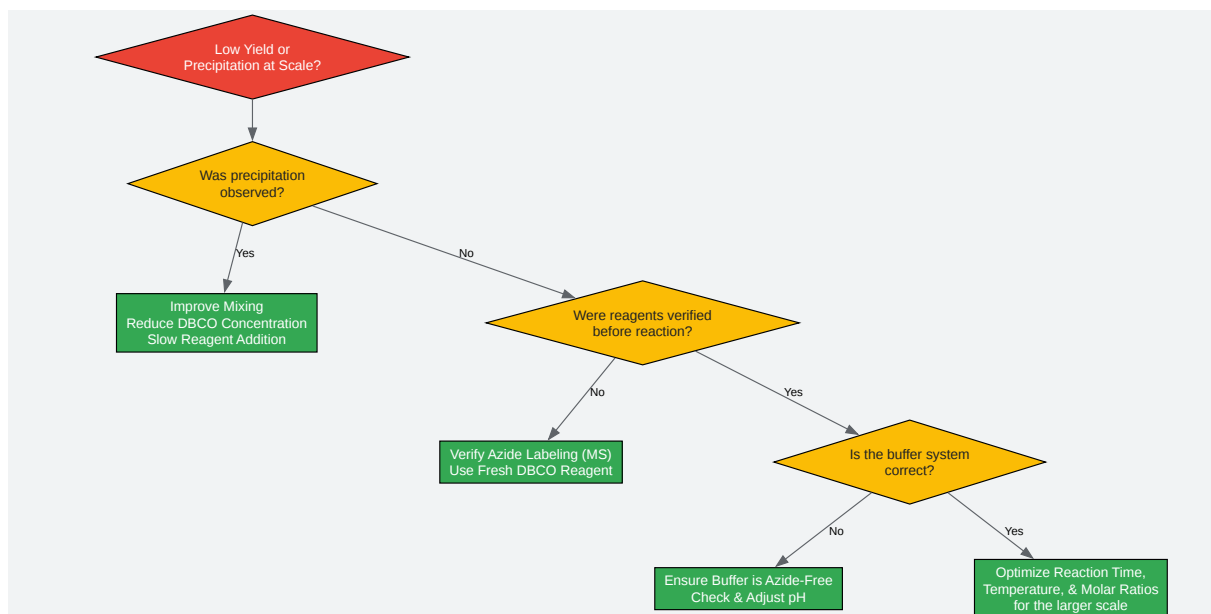 Low Yield or
Precipitation at Scale?
Was precipitation
observed?
Yes
No
Improve Mixing
Reduce DBCO Concentration
Slow Reagent Addition
Were reagents verified
before reaction?
No
Yes
Verify Azide Labeling (MS)
Use Fresh DBCO Reagent
Is the buffer system
correct?
No
Yes
Ensure Buffer is Azide-Free
Check & Adjust pH
Optimize Reaction Time,
Temperature, & Molar Ratios
for the larger scale